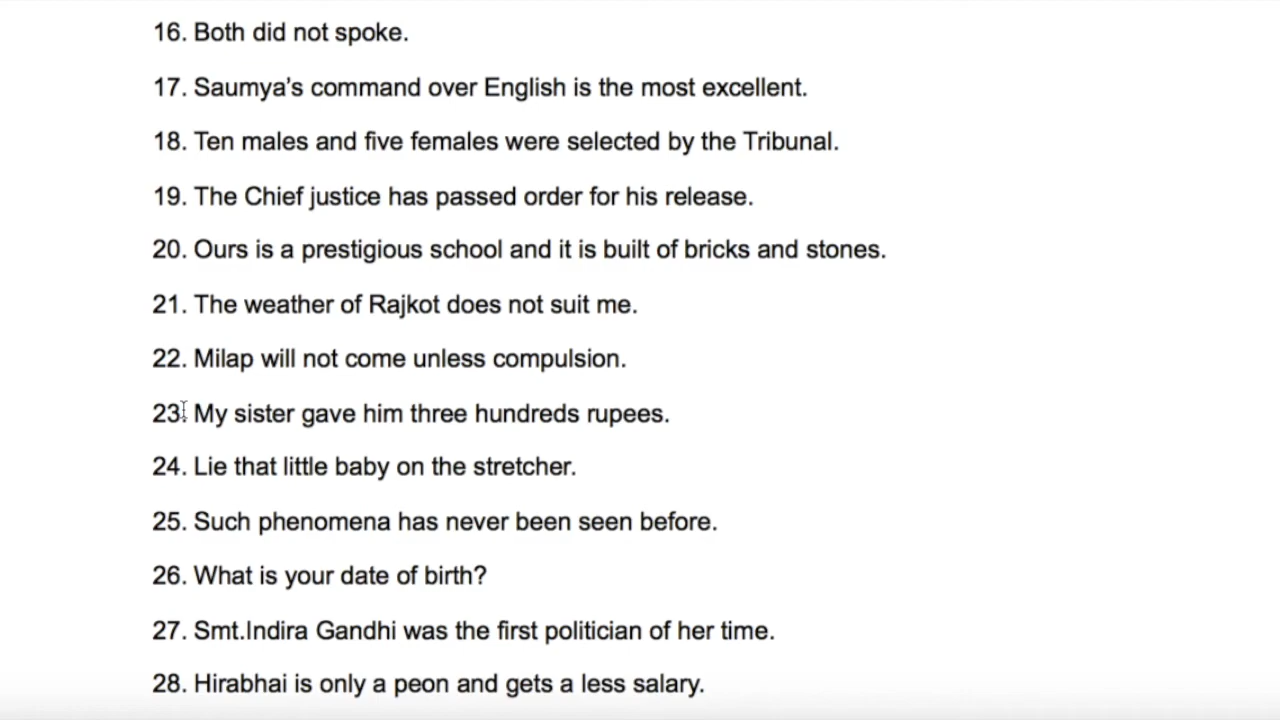 16. Both did not spoke.
17. Saumya’s command over English is the most excellent.
18. Ten males and five females were selected by the Tribunal.
19. The Chief justice has passed order for his release.
20. Ours is a prestigious school and it is built of bricks and stones.
21. The weather of Rajkot does not suit me.
22. Milap will not come unless compulsion.
23. My sister gave him three hundreds rupees.
24. Lie that little baby on the stretcher.
25. Such phenomena has never been seen before.
26. What is your date of birth?
27. Smt.Indira Gandhi was the first politician of her time.
28. Hirabhai is only a peon and gets a less salary.